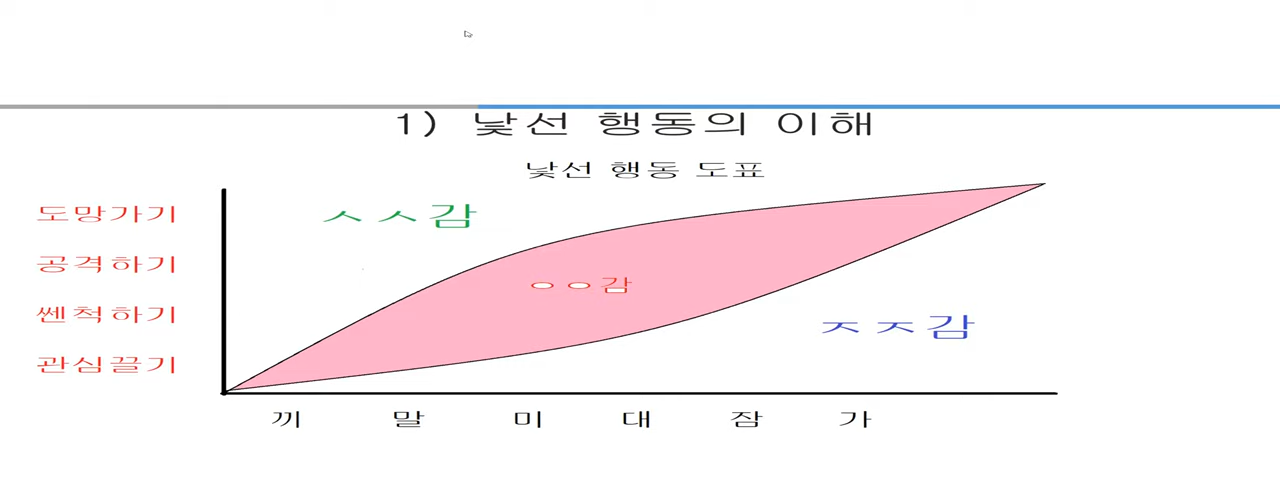 1) 낯선 행동의 이해
낯선 행동 도표
도망가기
ㅅㅅ감
공격하기
ㅇㅇ감
쎈척하기
ㅈㅈ감
관심끌기
끼 말 미 대 잠 가